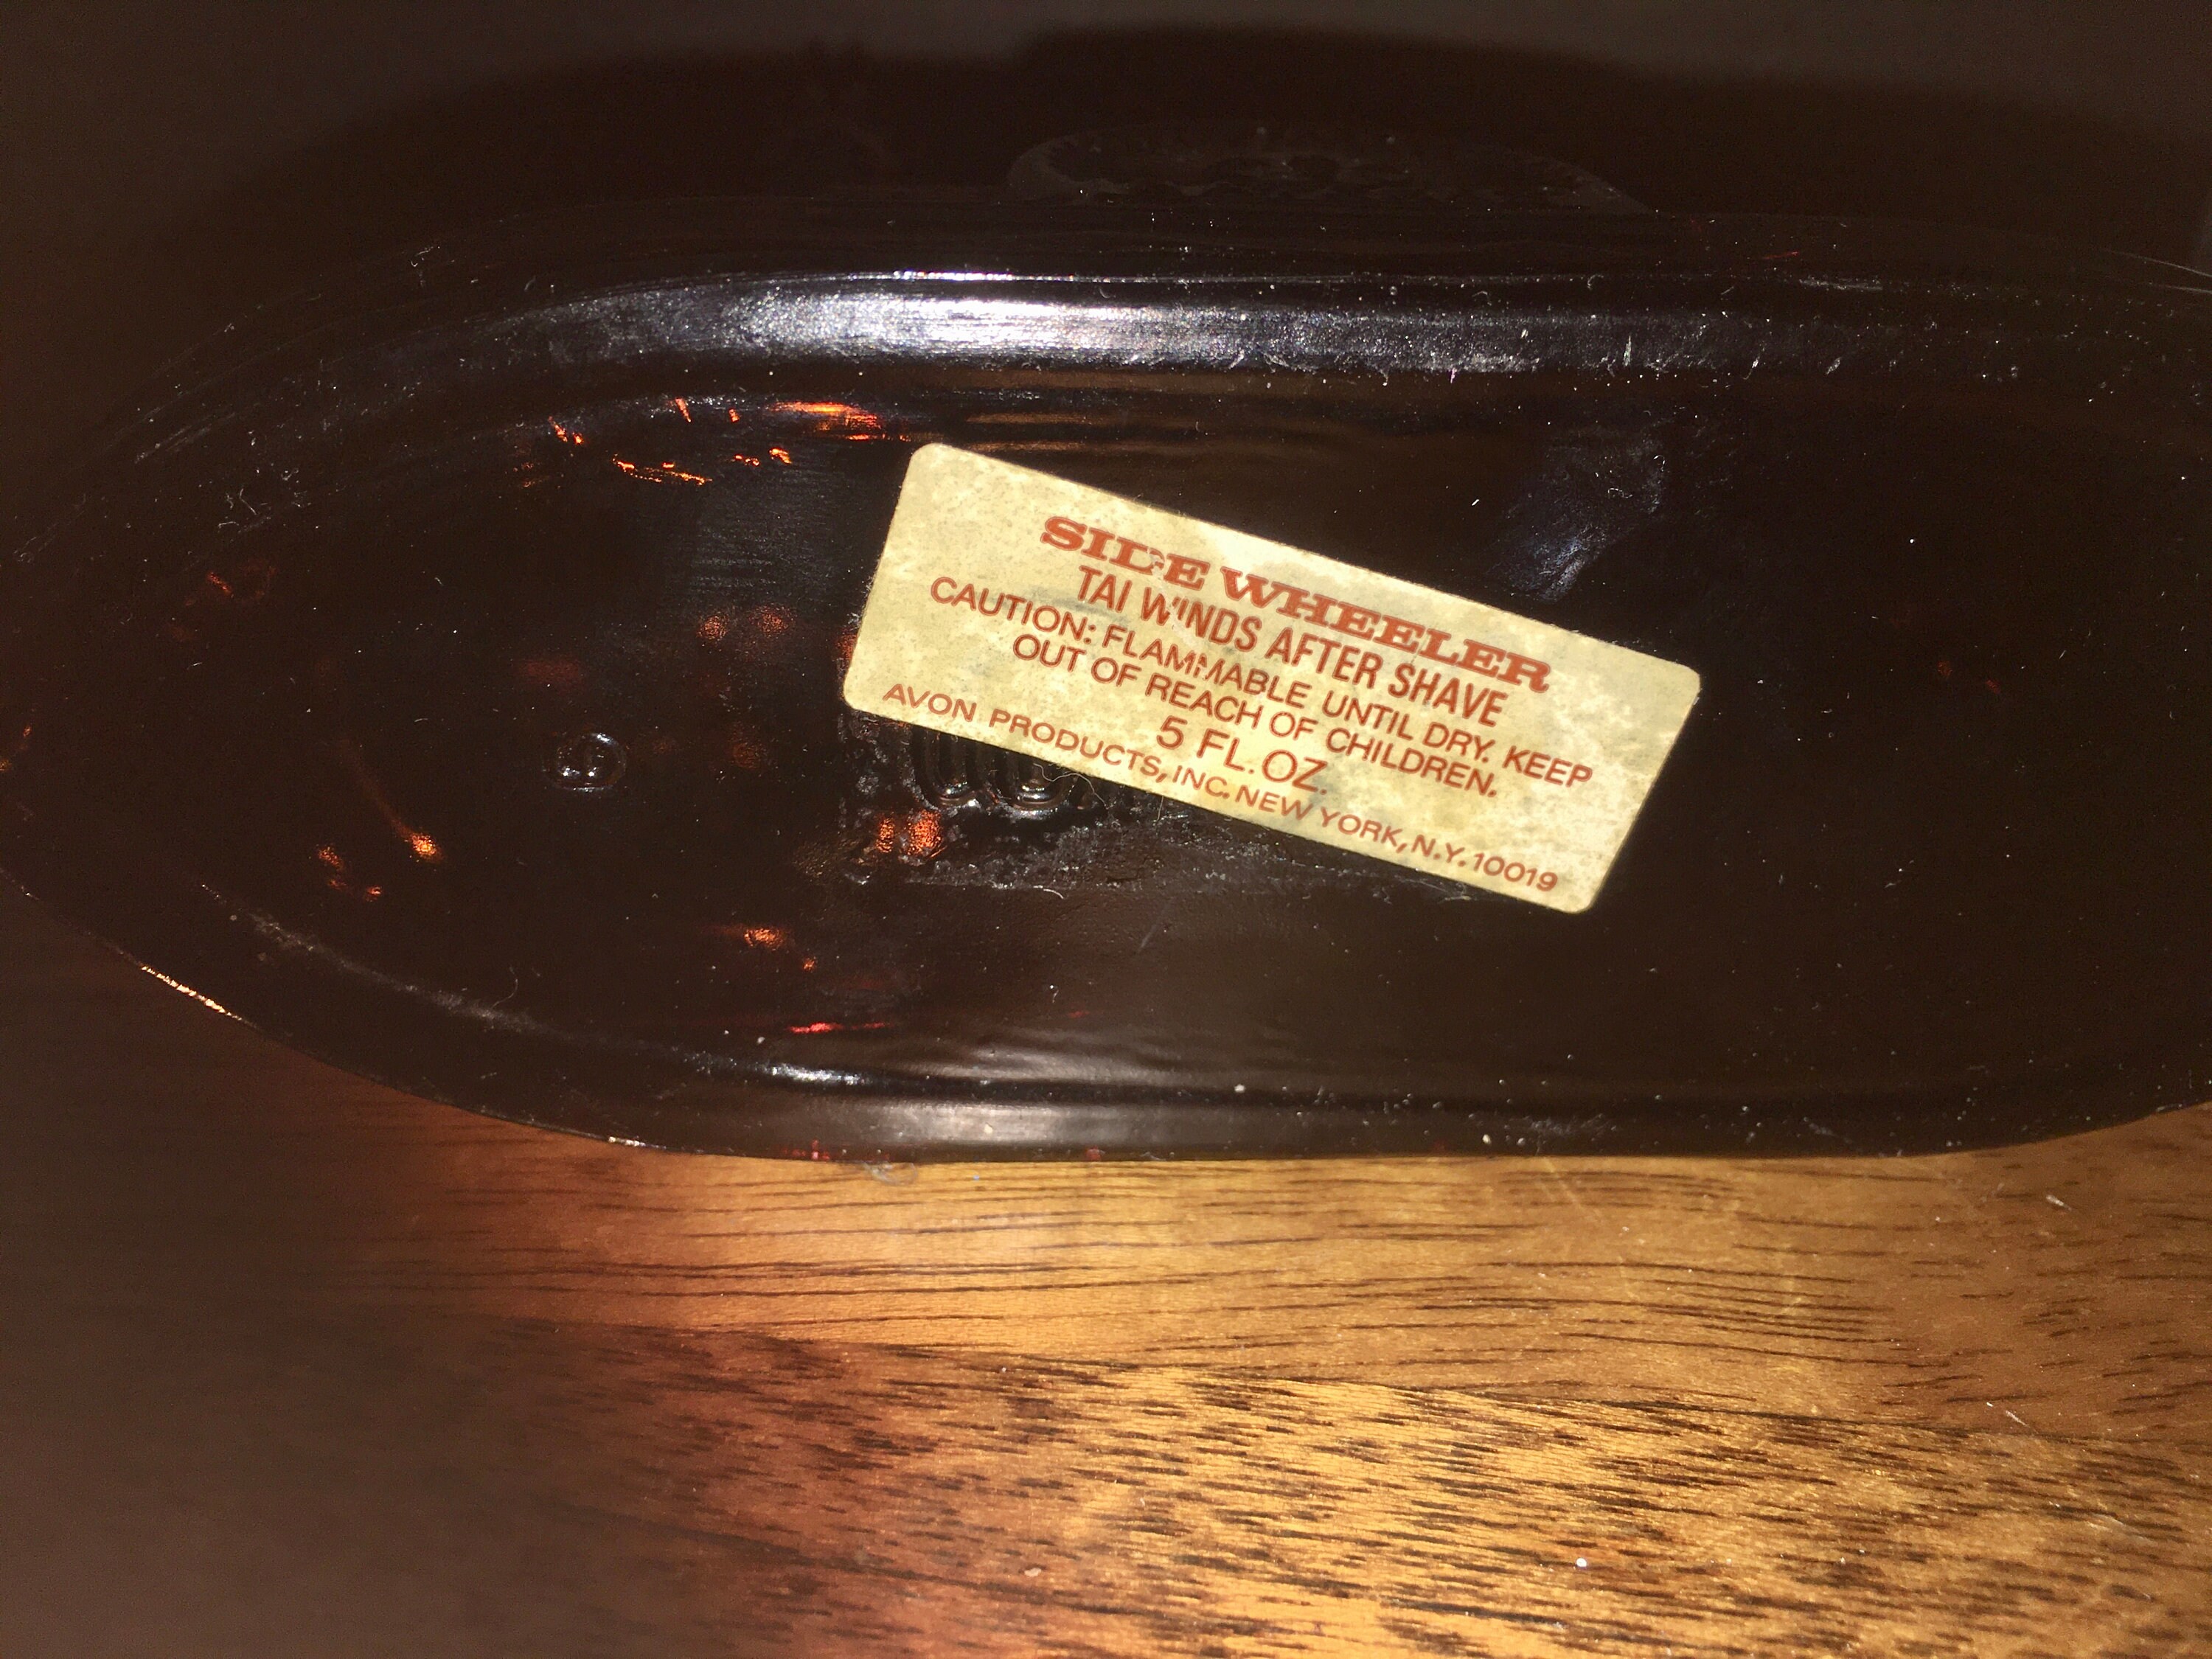 SIDE WHEELER
TAI WINDS AFTER SHAVE
CAUTION: FLAMMABLE UNTIL DRY. KEEP
OUT OF REACH OF CHILDREN.
5 FL. OZ.
AVON PRODUCTS, INC. NEW YORK, N.Y. 10019